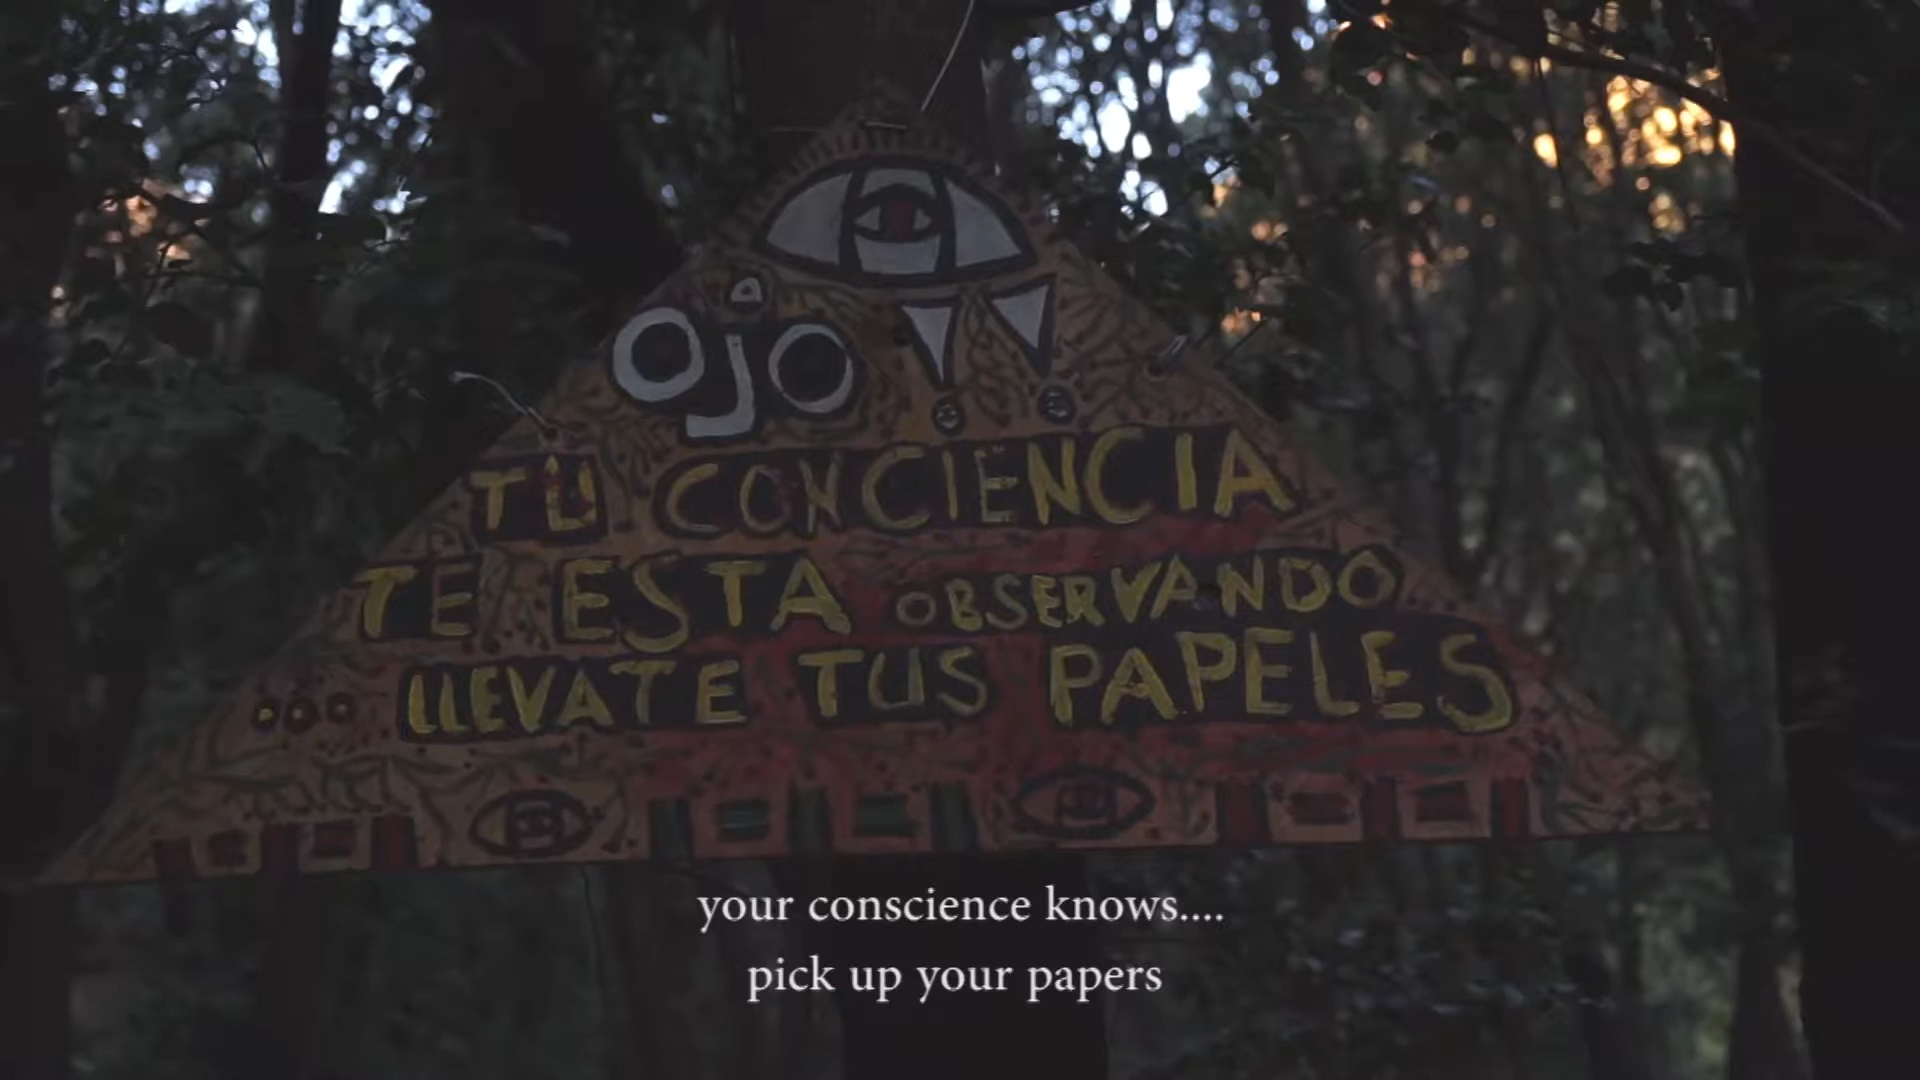 ojo !!
TU CONCIENCIA
TE ESTA OBSERVANDO
LLEVATE TUS PAPELES
your conscience knows....
pick up your papers